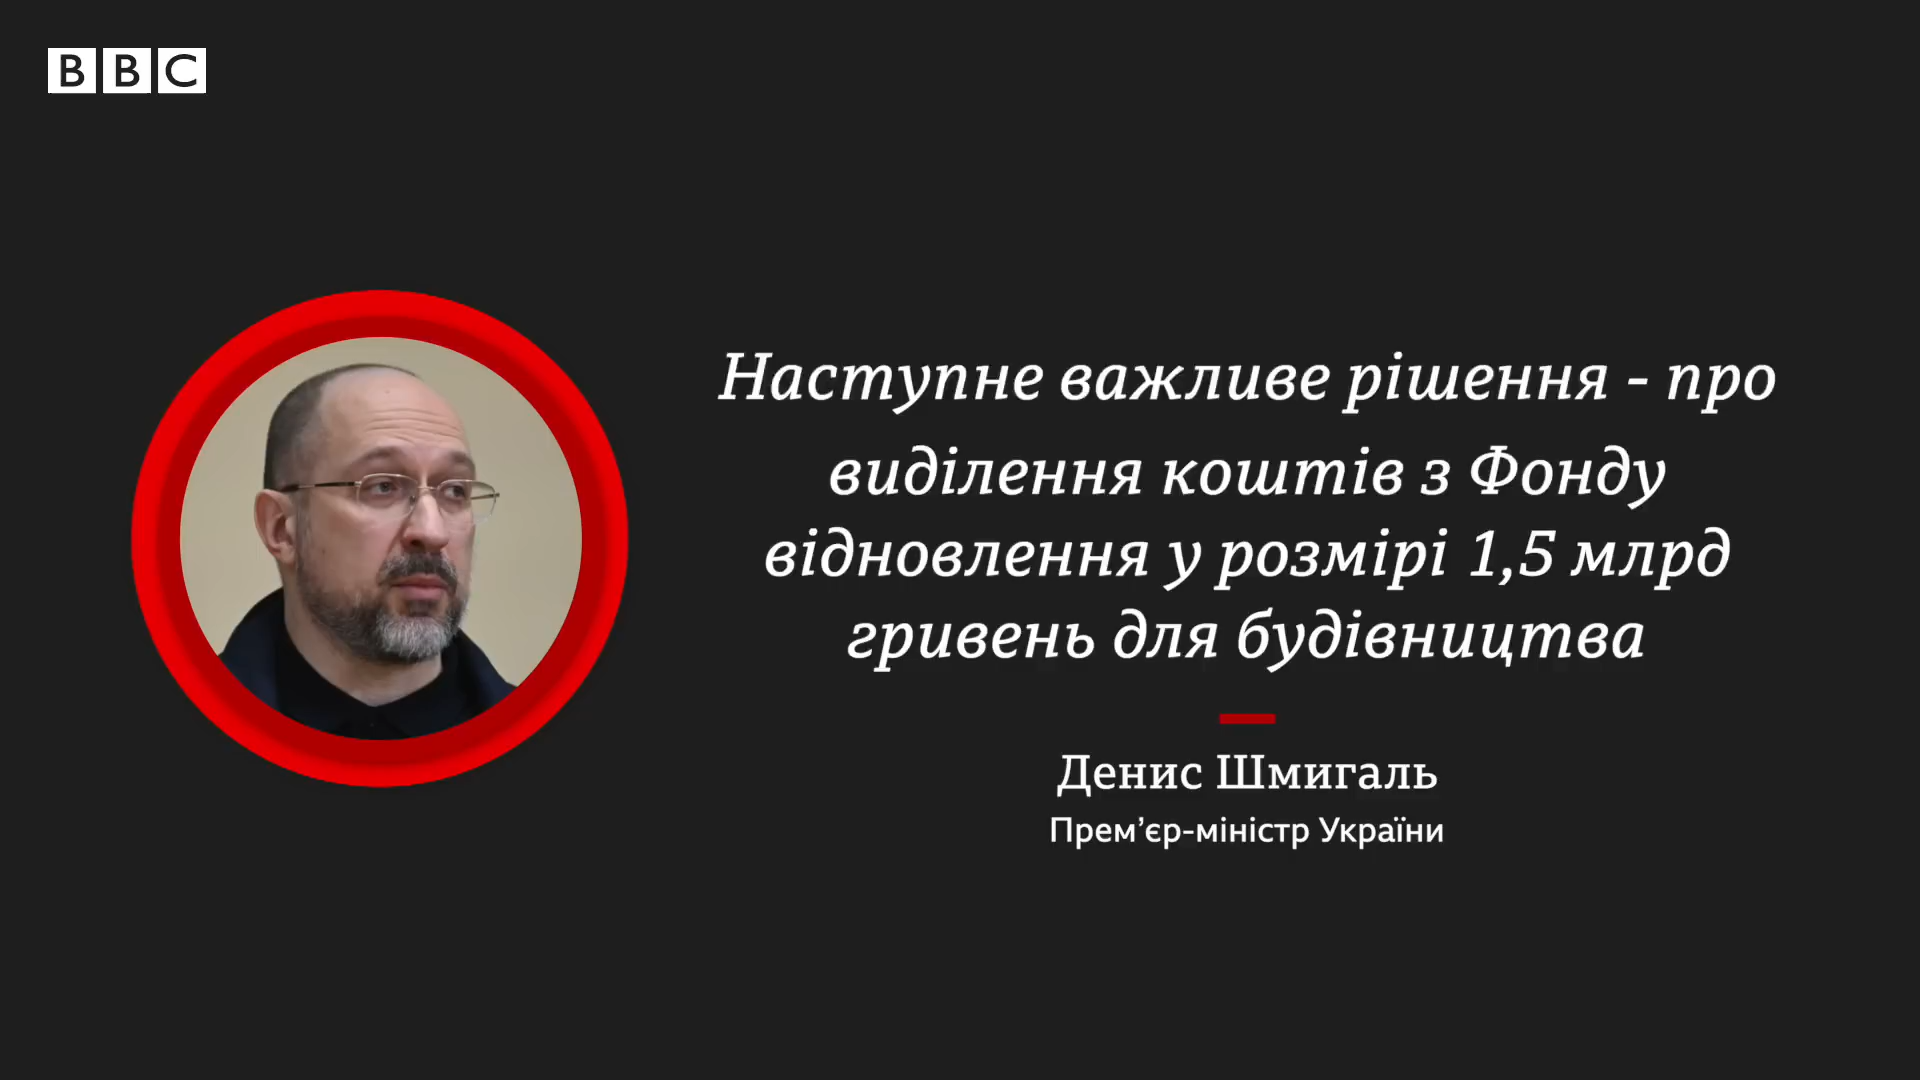 BBC
Наступне важливе рішення - про
виділення коштів з Фонду
відновлення у розмірі 1,5 млрд
гривень для будівництва
Денис Шмигаль
Прем’єр-міністр України